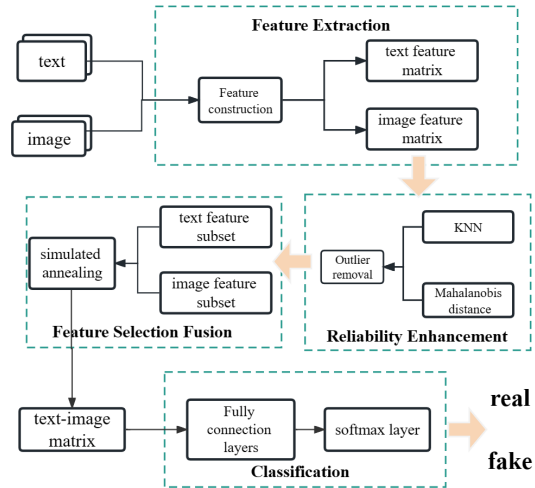 Feature Extraction
text
image
Feature
construction
text feature
matrix
image feature
matrix
text feature
subset
simulated
annealing
image feature
subset
Feature Selection Fusion
KNN
Outlier
removal
Mahalanobis
distance
Reliability Enhancement
text-image
matrix
Fully
connection
layers
softmax layer
Classification
real
fake